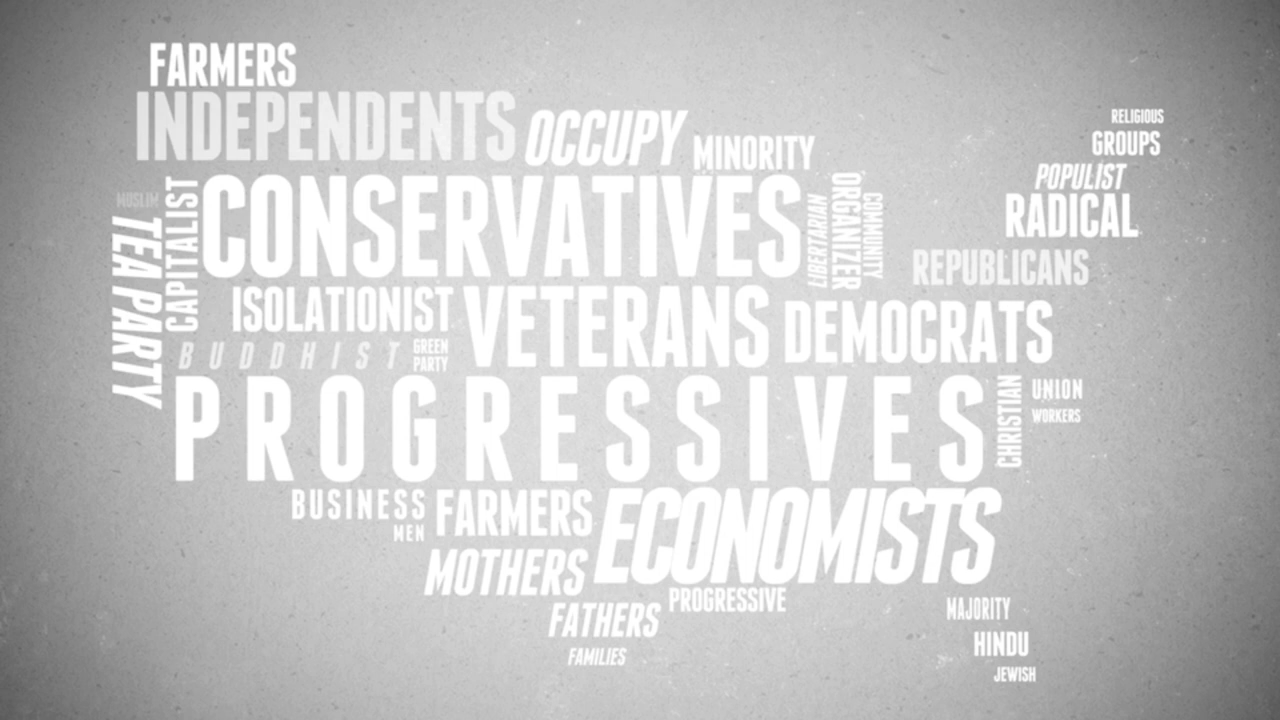 FARMERS
INDEPENDENTS
OCCUPY
MINORITY
RELIGIOUS
GROUPS
POPULIST
RADICAL
MUSLIM
TEA PARTY
CAPITALIST
CONSERVATIVES
LIBERTARIAN
ORGANIZER
COMMUNITY
REPUBLICANS
ISOLATIONIST
VETERANS
DEMOCRATS
BUDDHIST
GREEN
PARTY
PROGRESSIVES
CHRISTIAN
UNION
WORKERS
BUSINESS
MEN
FARMERS
ECONOMISTS
MOTHERS
PROGRESSIVE
FATHERS
FAMILIES
MAJORITY
HINDU
JEWISH